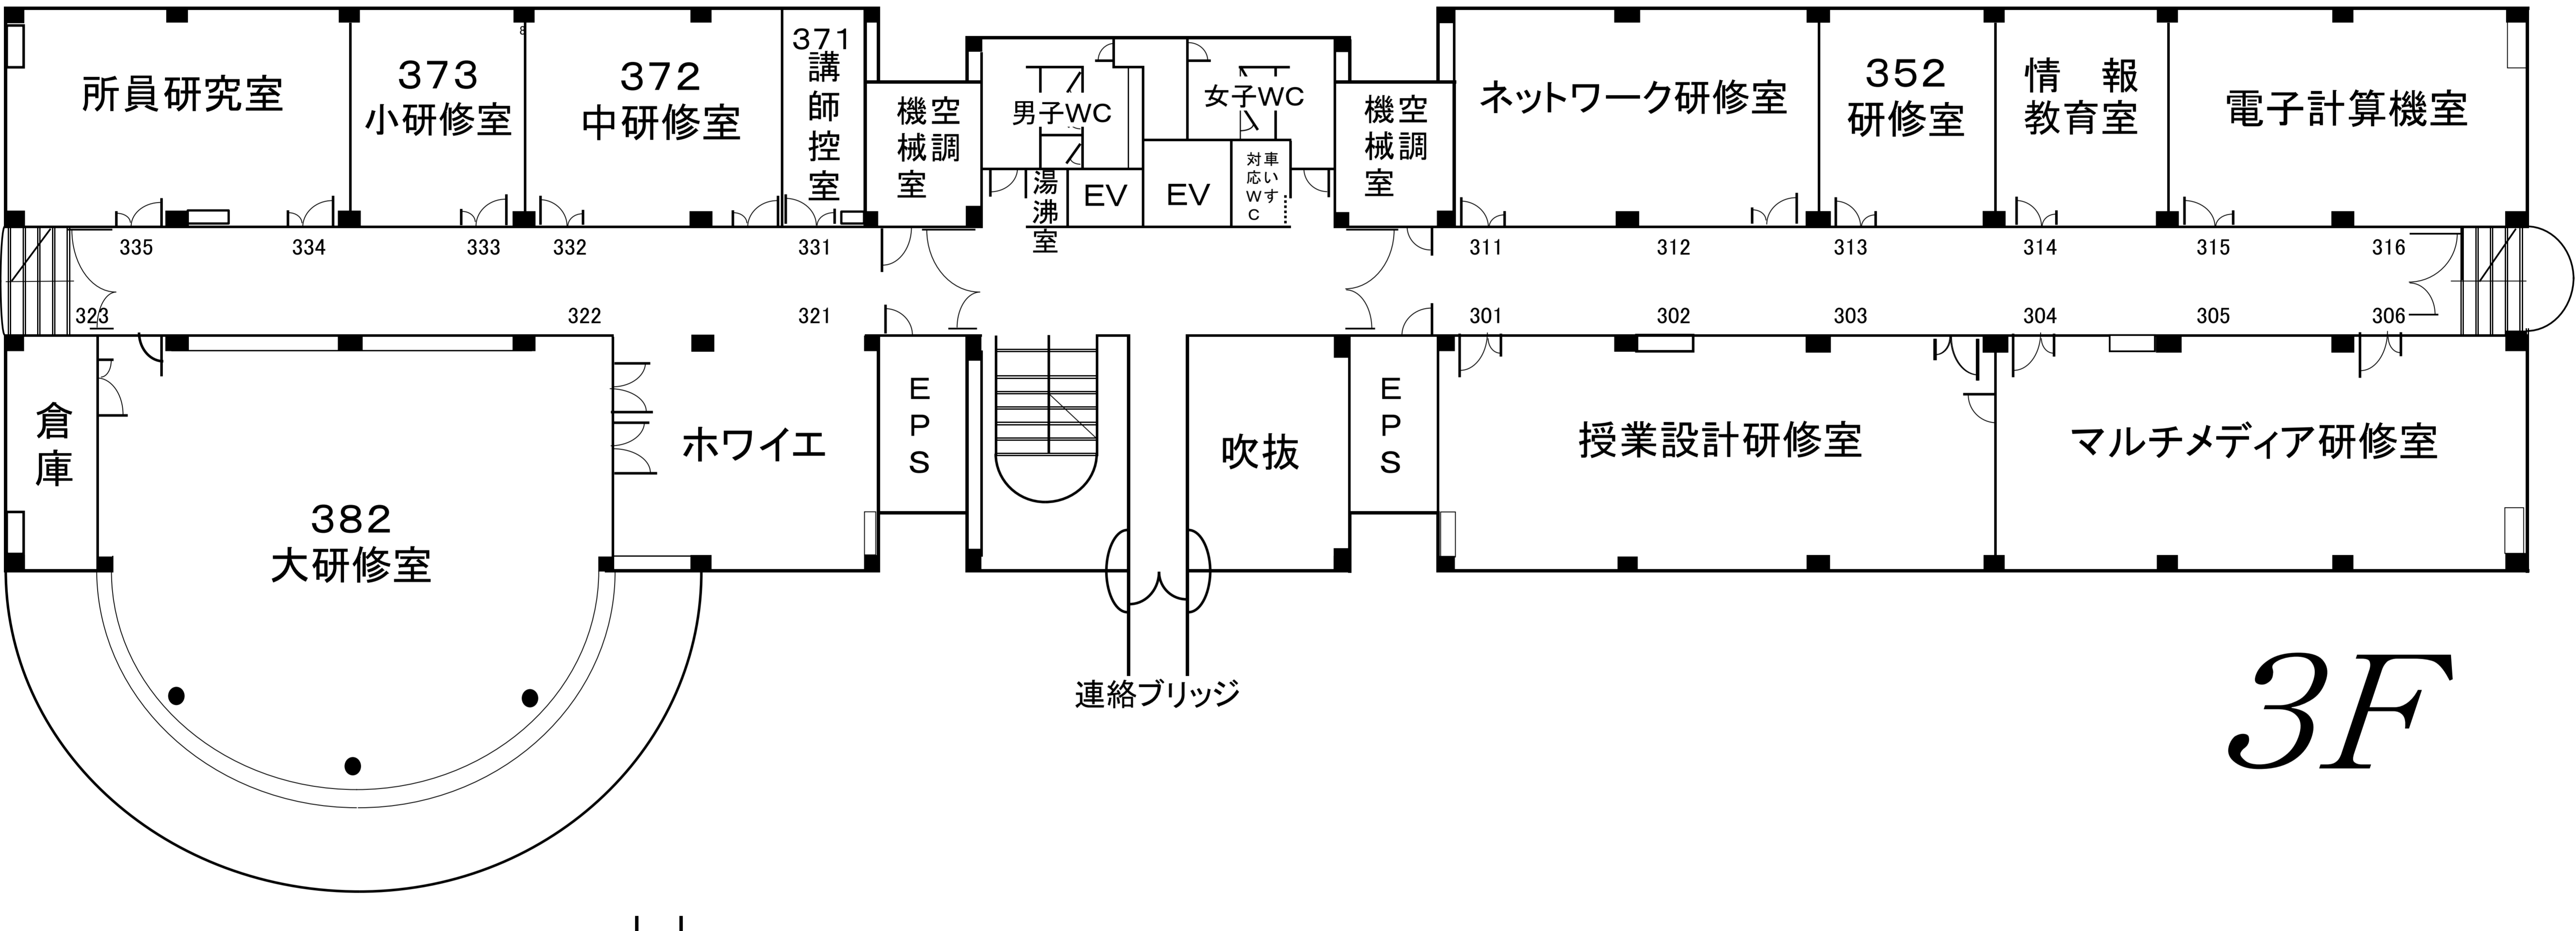 所員研究室
373
小研修室
8
372
中研修室
371
講師控室
空調
機械室
男子WC
女子WC
湯沸室
EV
EV
車いす
対応WC
空調
機械室
ネットワーク研修室
352
研修室
情　報
教育室
電子計算機室
335
334
333
332
331
311
312
313
314
315
316
323
322
321
301
302
303
304
305
306
倉庫
382
大研修室
ホワイエ
EPS
吹抜
EPS
授業設計研修室
マルチメディア研修室
連絡ブリッジ
3F